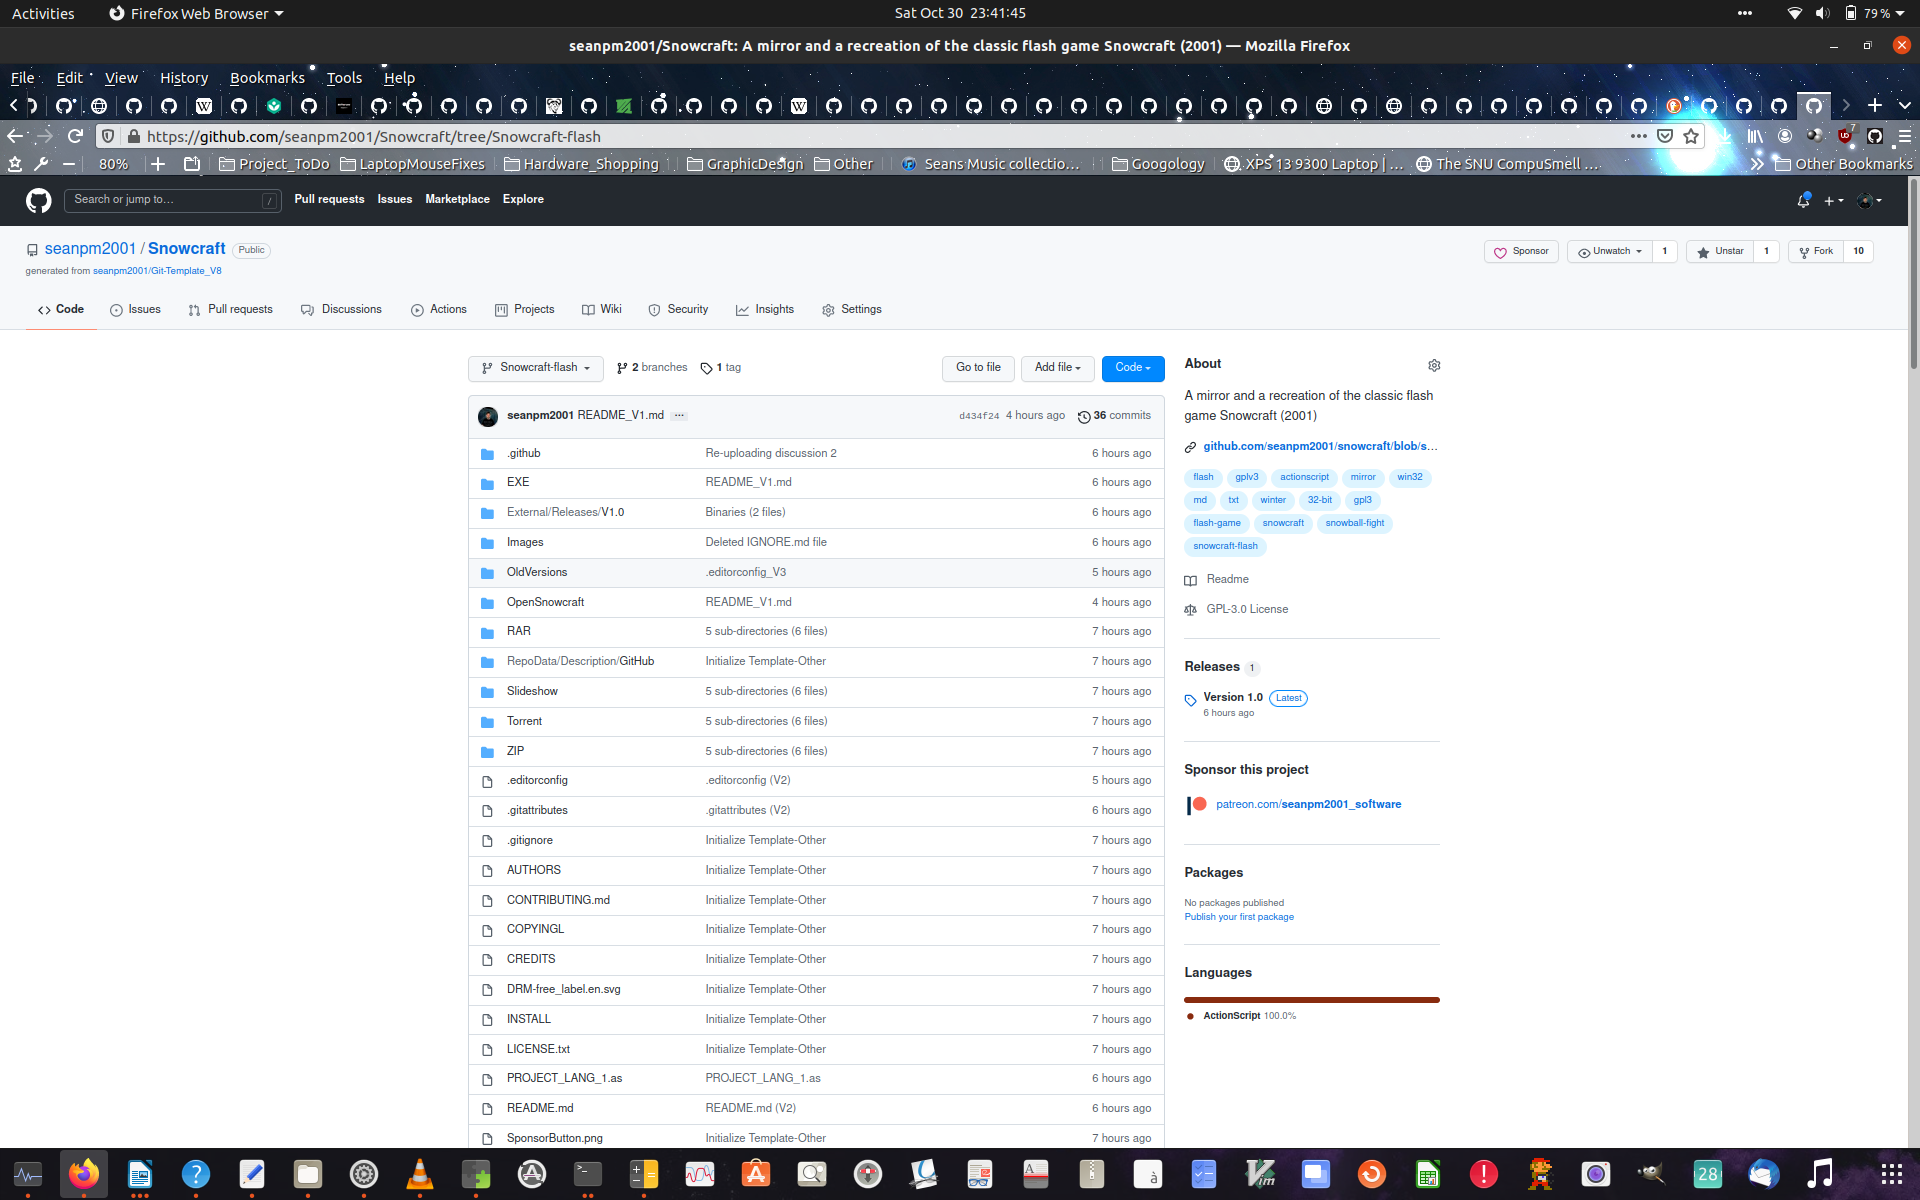 Activities Firefox Web Browser Sat Oct 30 23:41:45 79 %
seanpm2001/Snowcraft: A mirror and a recreation of the classic flash game Snowcraft (2001) — Mozilla Firefox
File Edit View History Bookmarks Tools Help
https://github.com/seanpm2001/Snowcraft/tree/Snowcraft-flash
80% Project_ToDo LaptopMouseFixes Hardware_Shopping GraphicDesign Other Seans Music collectio… Googology XPS 13 9300 Laptop | … The SNU CompuSmell … Other Bookmarks
Search or jump to… / Pull requests Issues Marketplace Explore
seanpm2001 / Snowcraft Public
Sponsor Unwatch 1 Unstar 1 Fork 10
generated from seanpm2001/Git-Template_V8
Code Issues Pull requests Discussions Actions Projects Wiki Security Insights Settings
Snowcraft-flash 2 branches 1 tag Go to file Add file Code
seanpm2001 README_V1.md ... d434f24 4 hours ago 36 commits
.github Re-uploading discussion 2 6 hours ago
EXE README_V1.md 6 hours ago
External/Releases/V1.0 Binaries (2 files) 6 hours ago
Images Deleted IGNORE.md file 6 hours ago
OldVersions .editorconfig_V3 5 hours ago
OpenSnowcraft README_V1.md 4 hours ago
RAR 5 sub-directories (6 files) 7 hours ago
RepoData/Description/GitHub Initialize Template-Other 7 hours ago
Slideshow 5 sub-directories (6 files) 7 hours ago
Torrent 5 sub-directories (6 files) 7 hours ago
ZIP 5 sub-directories (6 files) 7 hours ago
.editorconfig .editorconfig (V2) 5 hours ago
.gitattributes .gitattributes (V2) 6 hours ago
.gitignore Initialize Template-Other 7 hours ago
AUTHORS Initialize Template-Other 7 hours ago
CONTRIBUTING.md Initialize Template-Other 7 hours ago
COPYINGL Initialize Template-Other 7 hours ago
CREDITS Initialize Template-Other 7 hours ago
DRM-free_label.en.svg Initialize Template-Other 7 hours ago
INSTALL Initialize Template-Other 7 hours ago
LICENSE.txt Initialize Template-Other 7 hours ago
PROJECT_LANG_1.as PROJECT_LANG_1.as 6 hours ago
README.md README.md (V2) 6 hours ago
SponsorButton.png Initialize Template-Other 7 hours ago
About
A mirror and a recreation of the classic flash
game Snowcraft (2001)
github.com/seanpm2001/snowcraft/blob/s...
flash gplv3 actionscript mirror win32
md txt winter 32-bit gpl3
flash-game snowcraft snowball-fight
snowcraft-flash
Readme
GPL-3.0 License
Releases 1
Version 1.0 Latest
6 hours ago
Sponsor this project
patreon.com/seanpm2001_software
Packages
No packages published
Publish your first package
Languages
ActionScript 100.0%
28